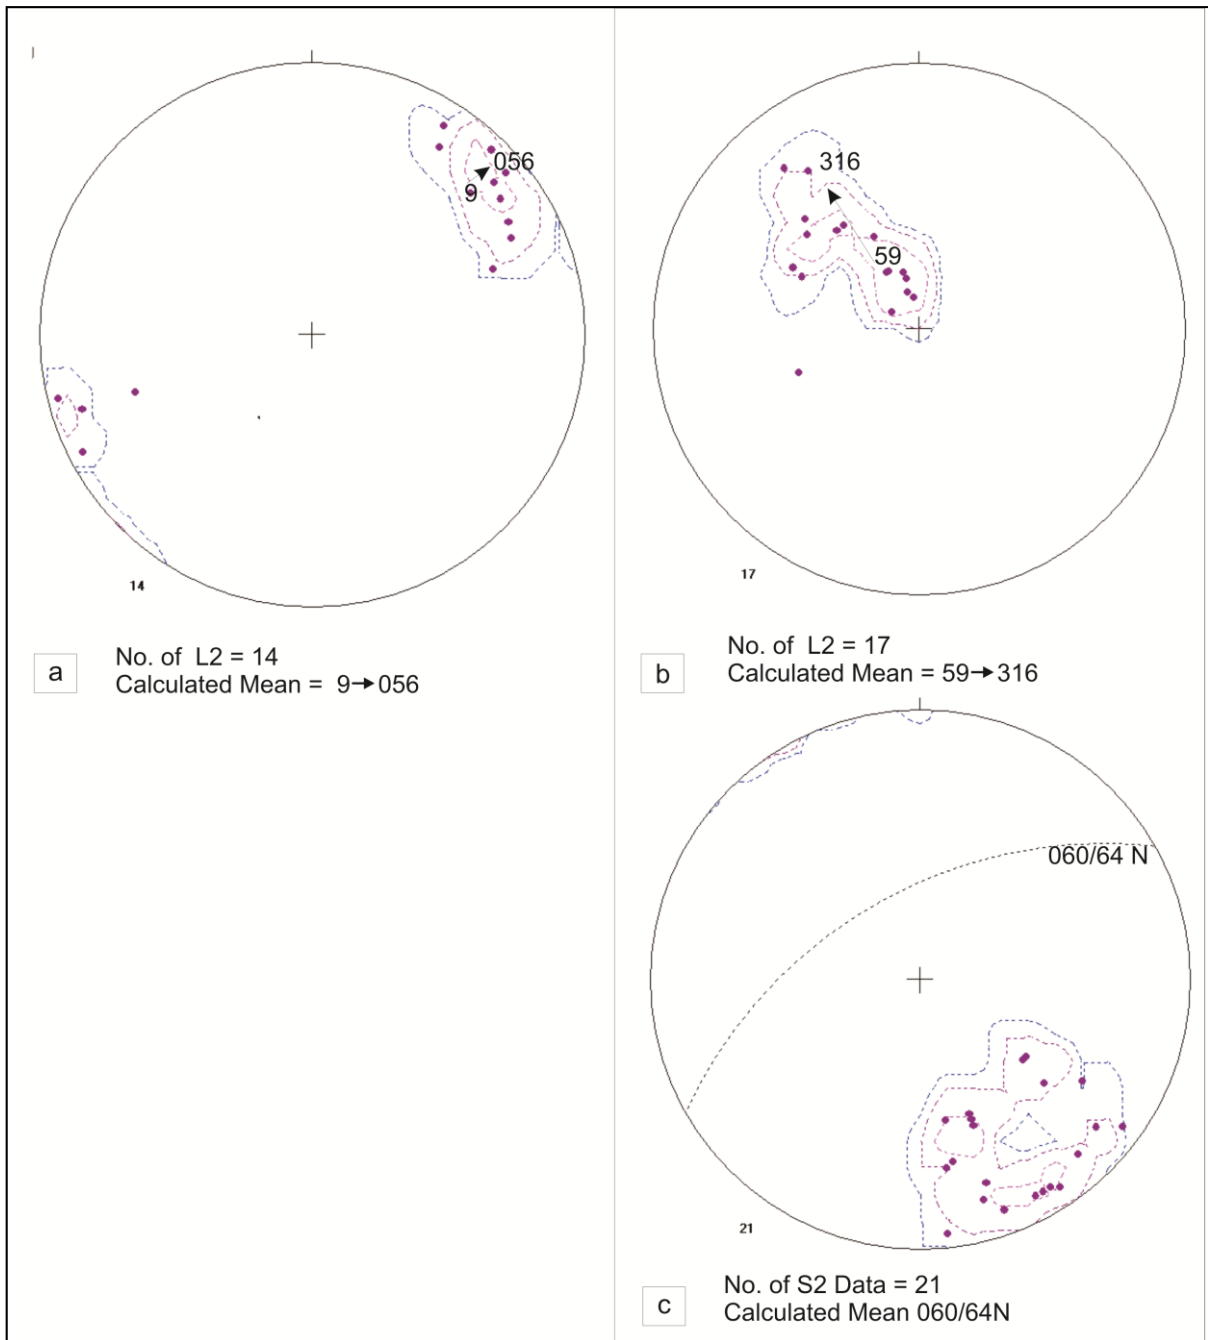 056
9
14
a
No. of L2 = 14
Calculated Mean = 9→056
316
59
17
b
No. of L2 = 17
Calculated Mean = 59→316
060/64 N
21
c
No. of S2 Data = 21
Calculated Mean 060/64N